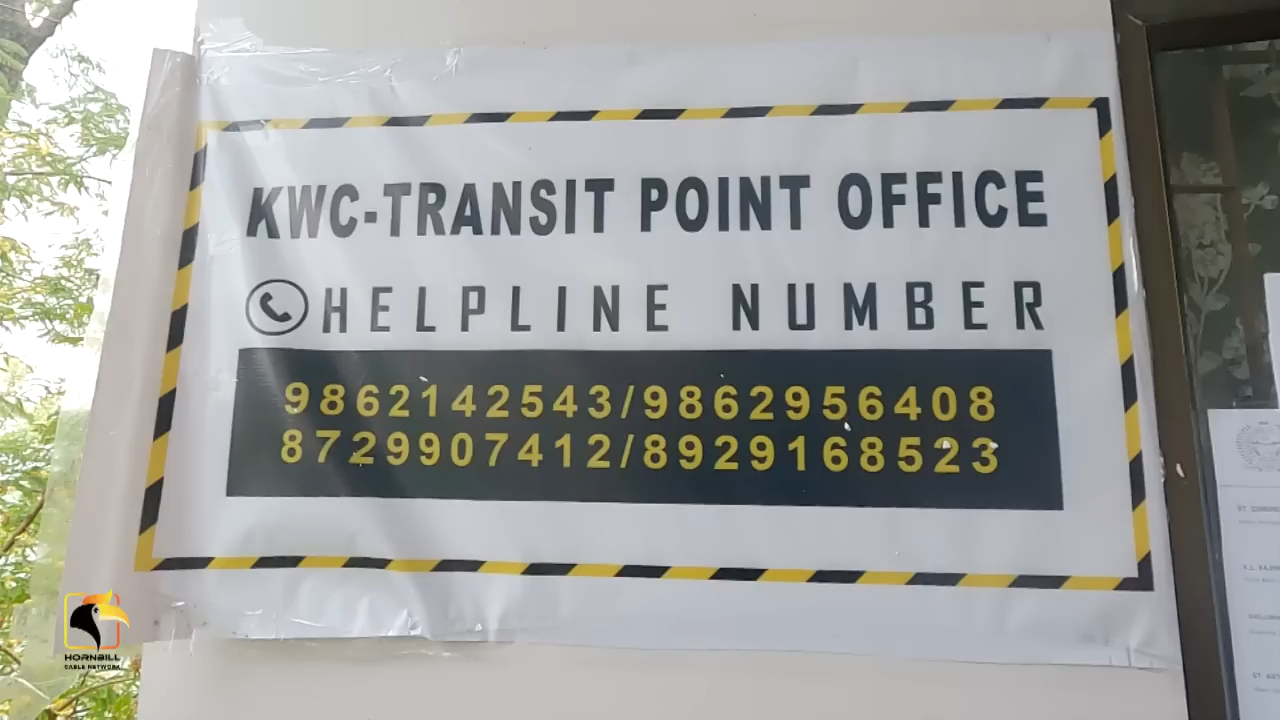 KWC-TRANSIT POINT OFFICE
HELPLINE NUMBER
9862142543/9862956408
8729907412/8929168523
HORNBILL
CABLE NETWORK